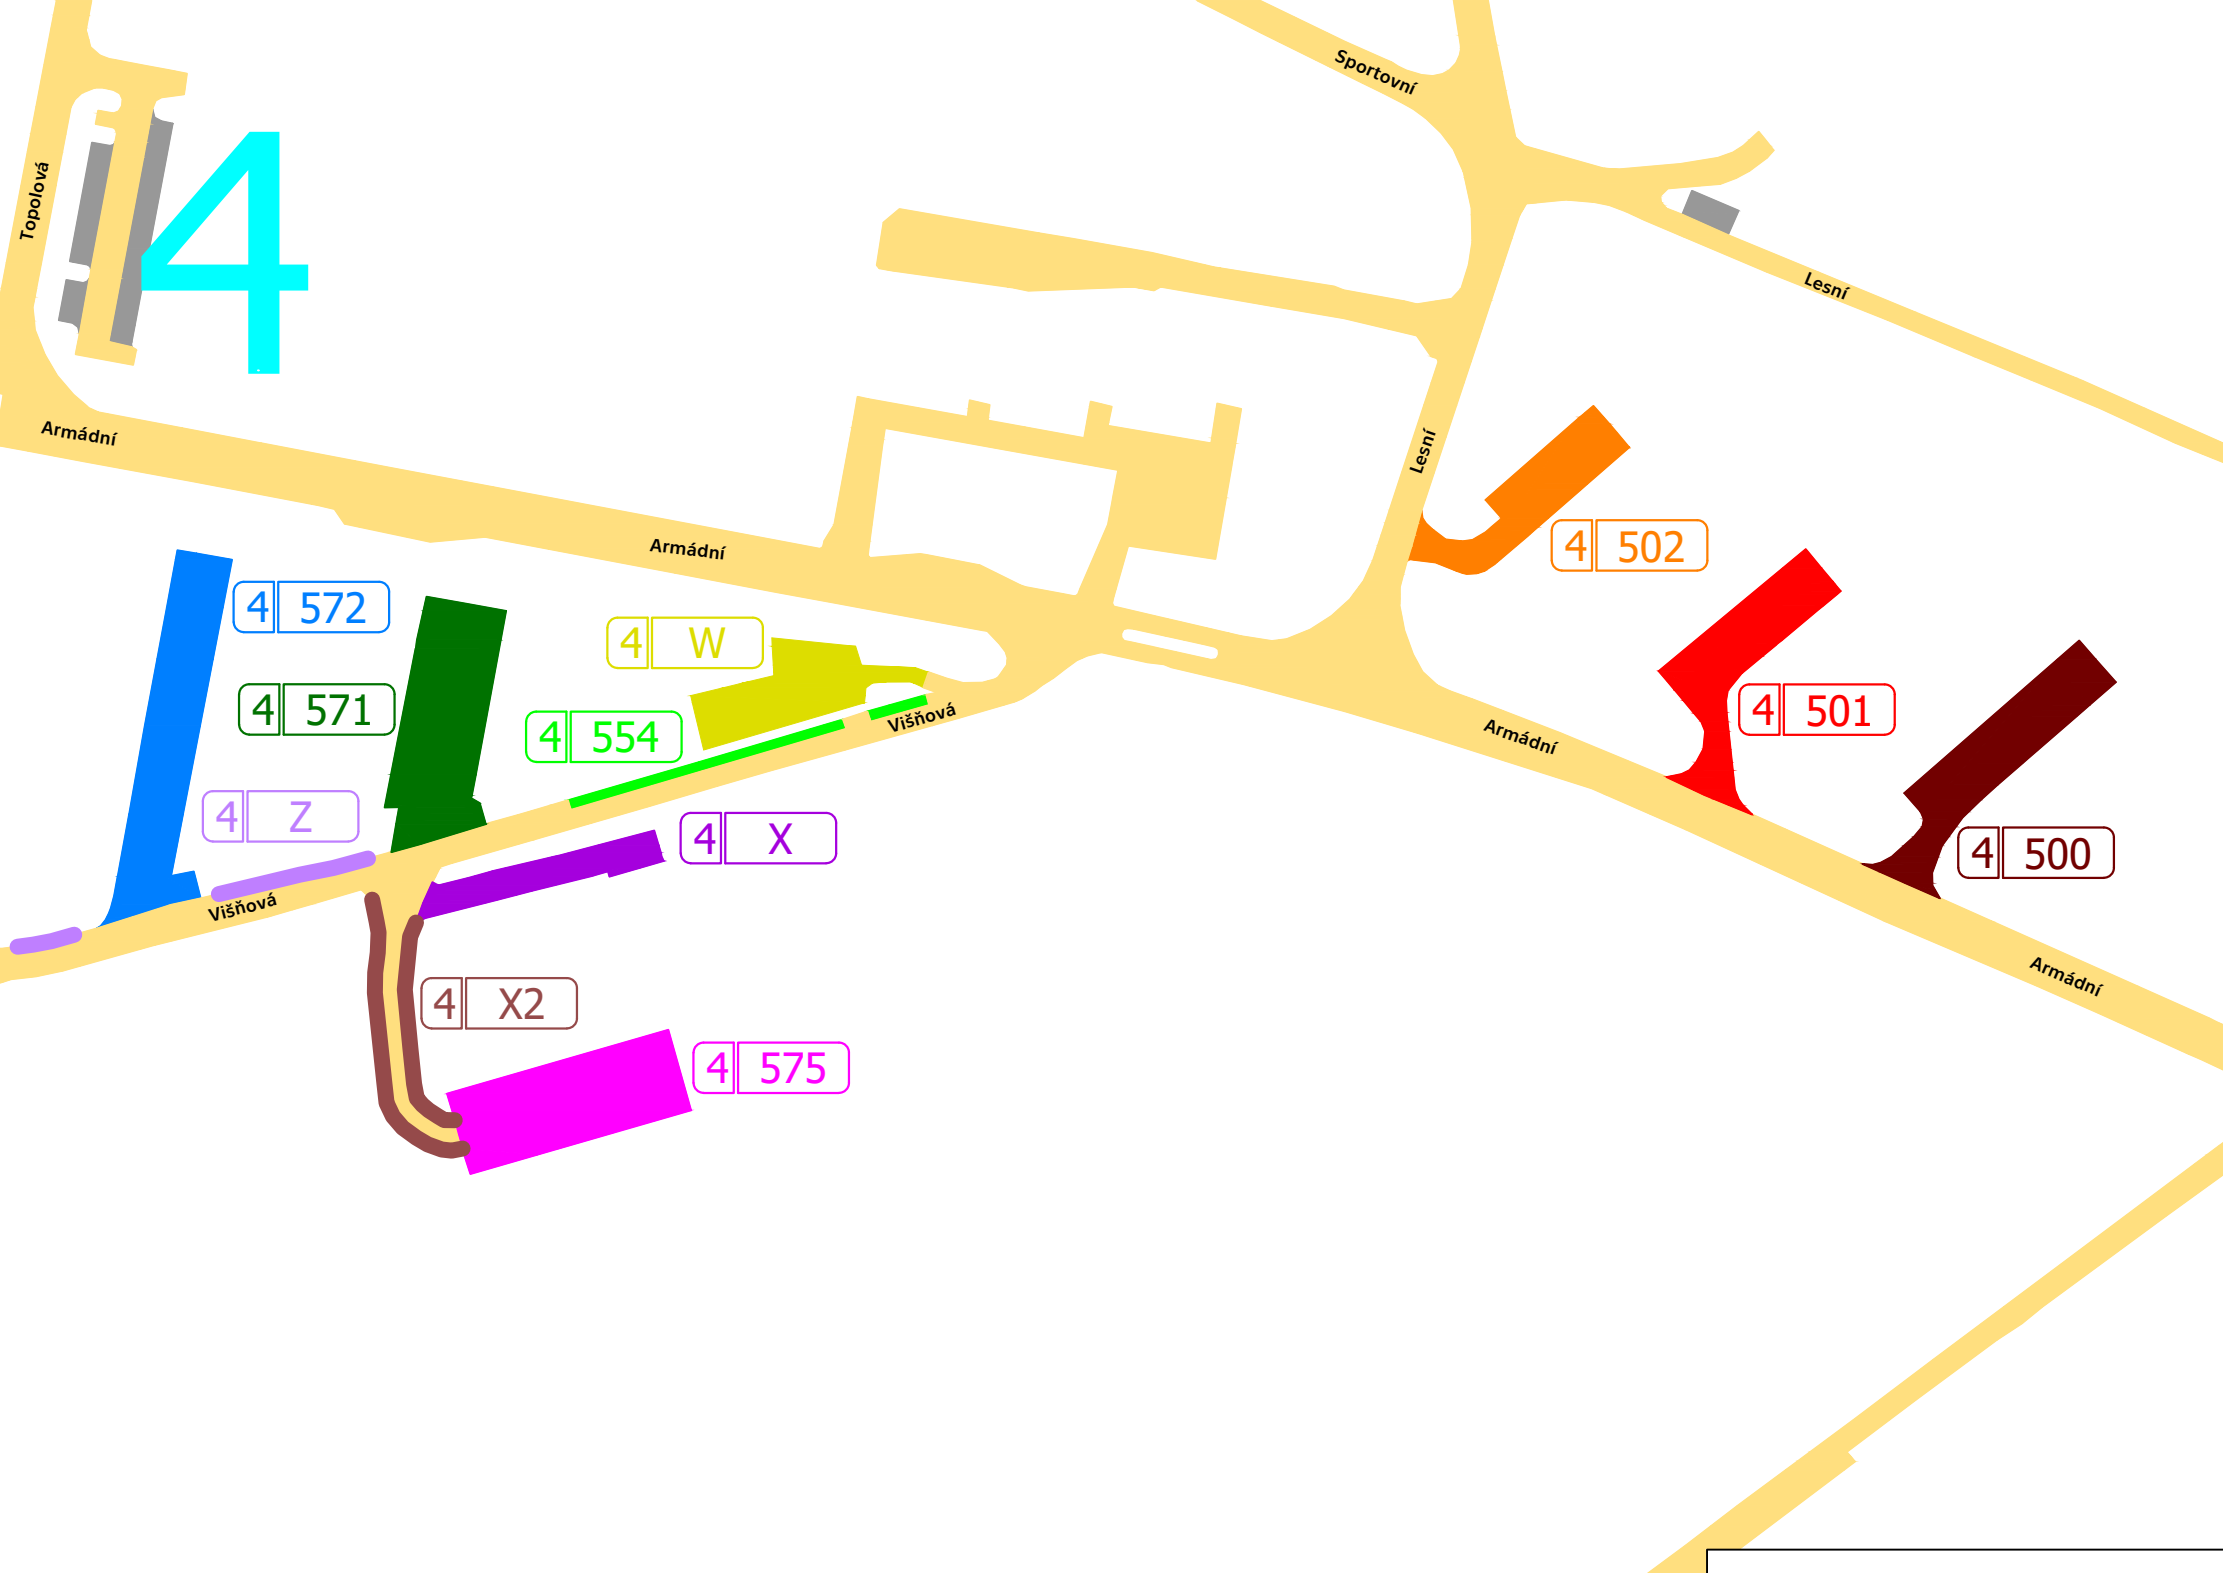 Sportovní
Topolová
4
Lesní
Armádní
Lesní
Armádní
4 502
4 572
4 W
4 571
4 501
4 554
Višňová
Armádní
4 Z
4 X
4 500
Višňová
Armádní
4 X2
4 575